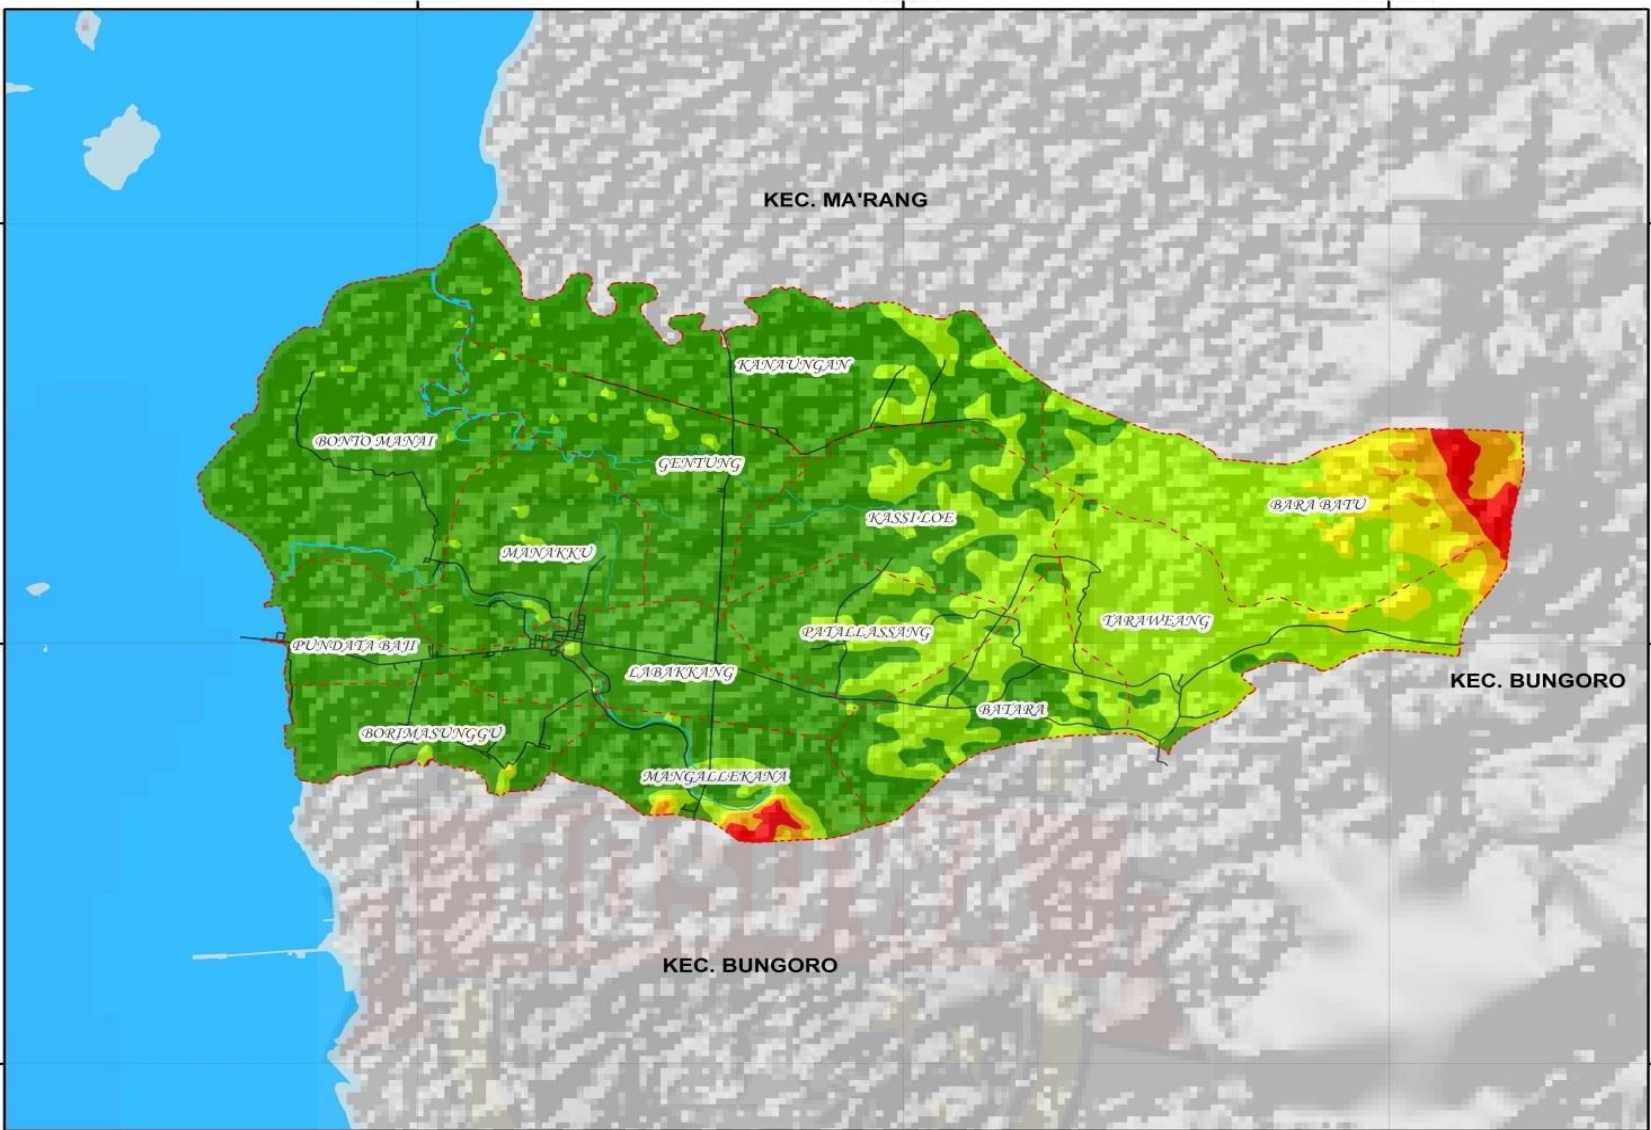 KEC. MA'RANG
KANAUNGAN
BONTO MANAI
GENTUNG
BARA BATU
KASSI LOE
MANAKKU
TARAWEANG
PATALLASSANG
PUNDATA BAJI
LABAKKANG
KEC. BUNGORO
BATARA
BORIMASUNGGU
MANGALLEKANA
KEC. BUNGORO